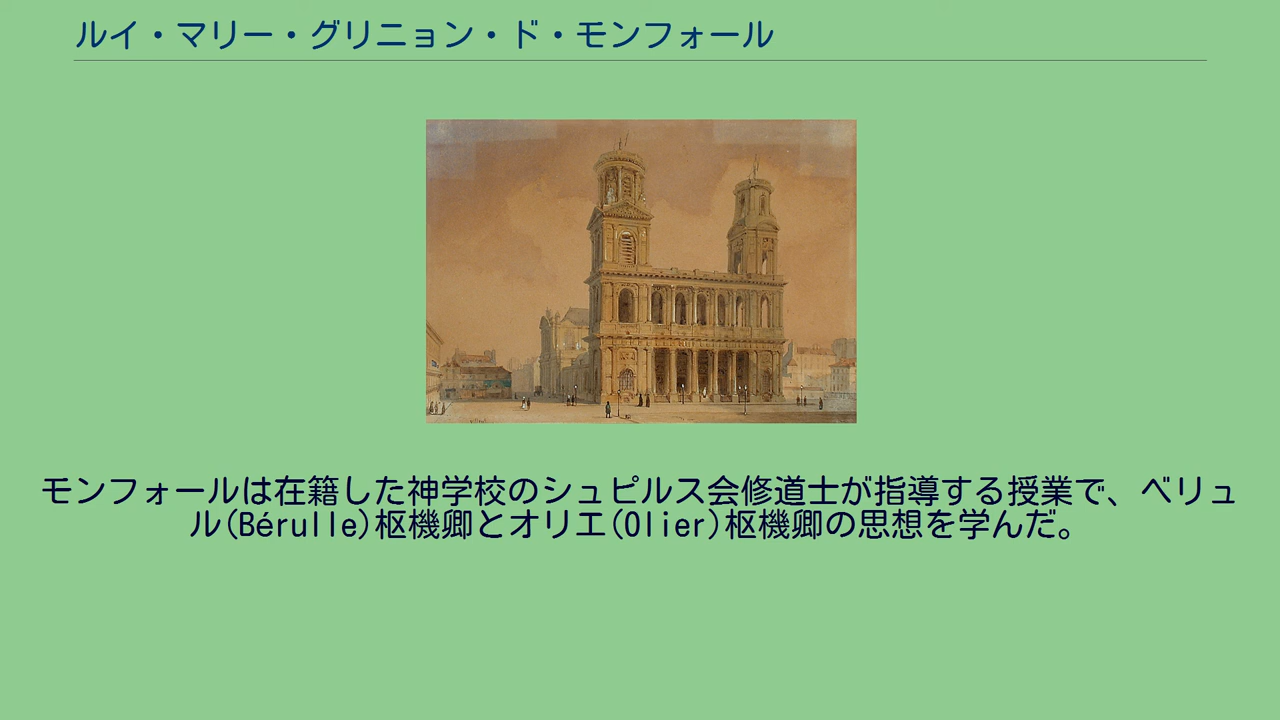 ルイ・マリー・グリニョン・ド・モンフォール
モンフォールは在籍した神学校のシュピルス会修道士が指導する授業で、ベリュ
ル(Bérulle)枢機卿とオリエ(Olier)枢機卿の思想を学んだ。